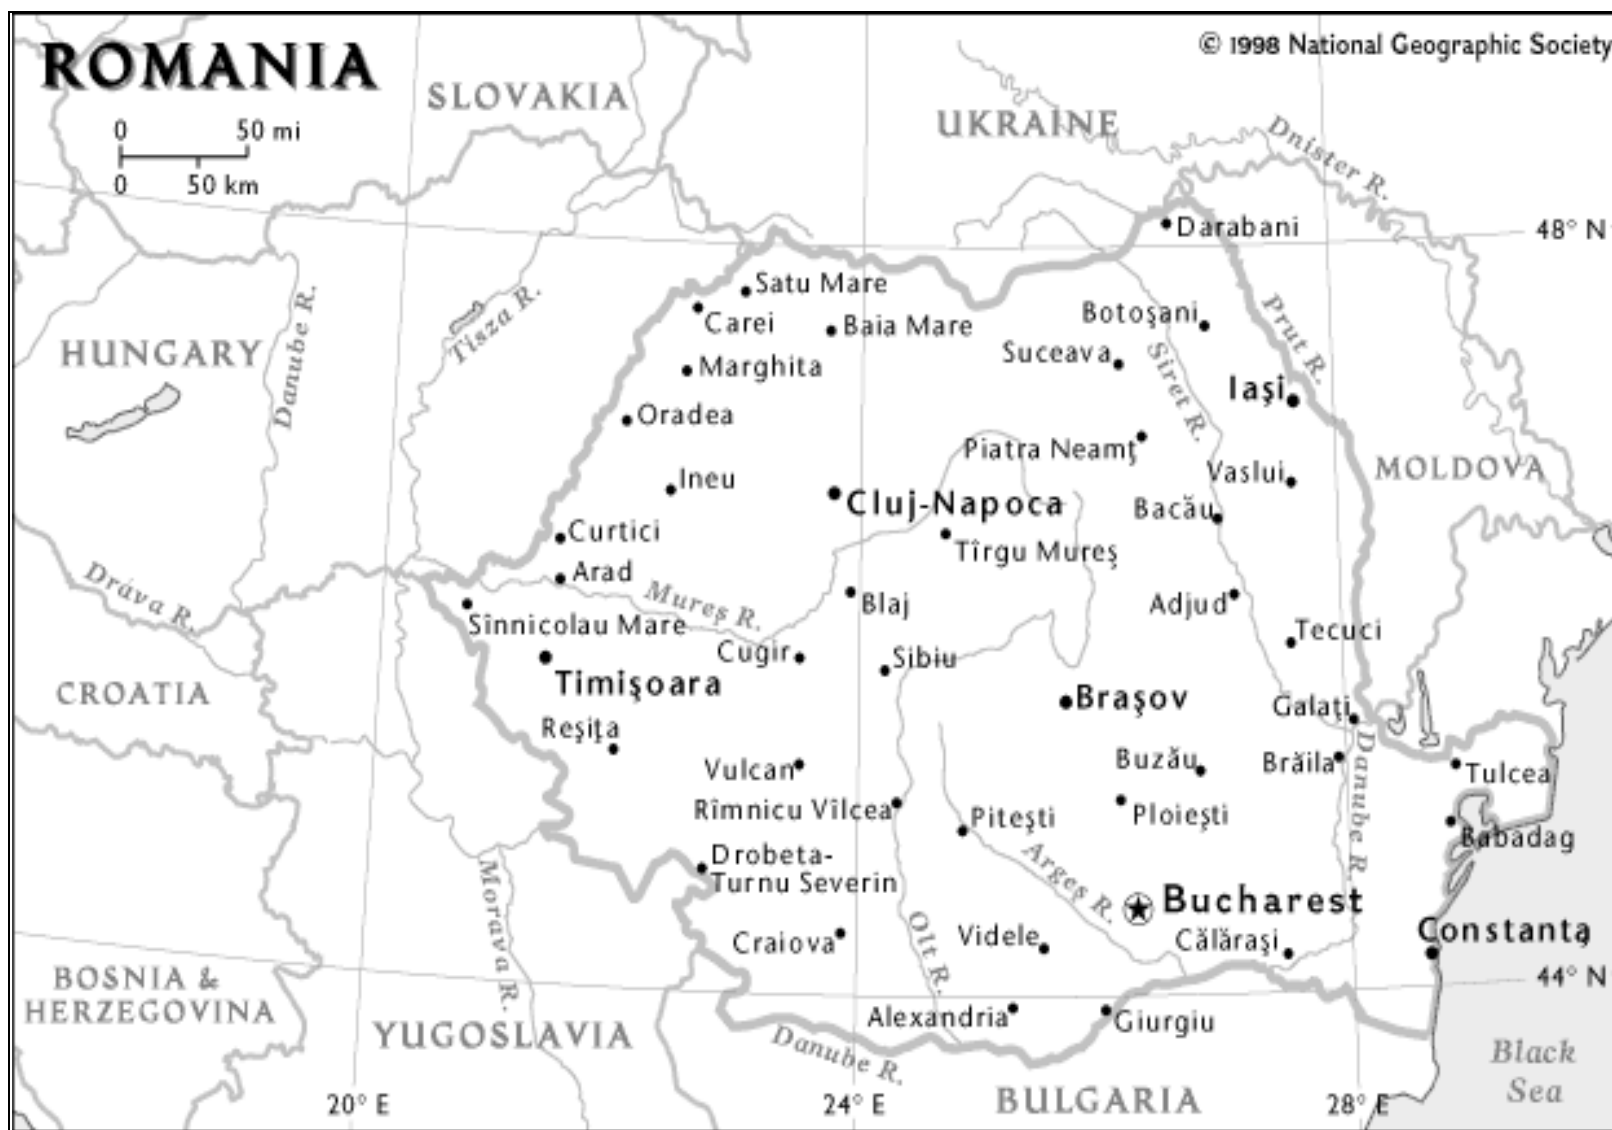 ROMANIA
© 1998 National Geographic Society
0 50 mi
0 50 km
SLOVAKIA
UKRAINE
Dnister R.
48° N
Darabani
Satu Mare
Carei
Baia Mare
Botoşani
Prut R.
Danube R.
Tisza R.
HUNGARY
Marghita
Suceava
Siret R.
Iaşi
Oradea
Piatra Neamţ
Vaslui
MOLDOVA
Ineu
Cluj-Napoca
Bacău
Curtici
Tîrgu Mureş
Arad
Mureş R.
Dráva R.
Blaj
Adjud
Sînnicolau Mare
Tecuci
Cugir
Sibiu
CROATIA
Timişoara
Braşov
Galaţi
Reşiţa
Vulcan
Buzău
Brăila
Danube R.
Tulcea
Rîmnicu Vîlcea
Piteşti
Ploieşti
Babadag
Drobeta-
Turnu Severin
Argeş R.
Morava R.
Bucharest
Olt R.
Craiova
Videle
Călăraşi
Constanţa
44° N
BOSNIA &
HERZEGOVINA
YUGOSLAVIA
Alexandria
Giurgiu
Danube R.
Black
Sea
20° E
24° E
BULGARIA
28° E